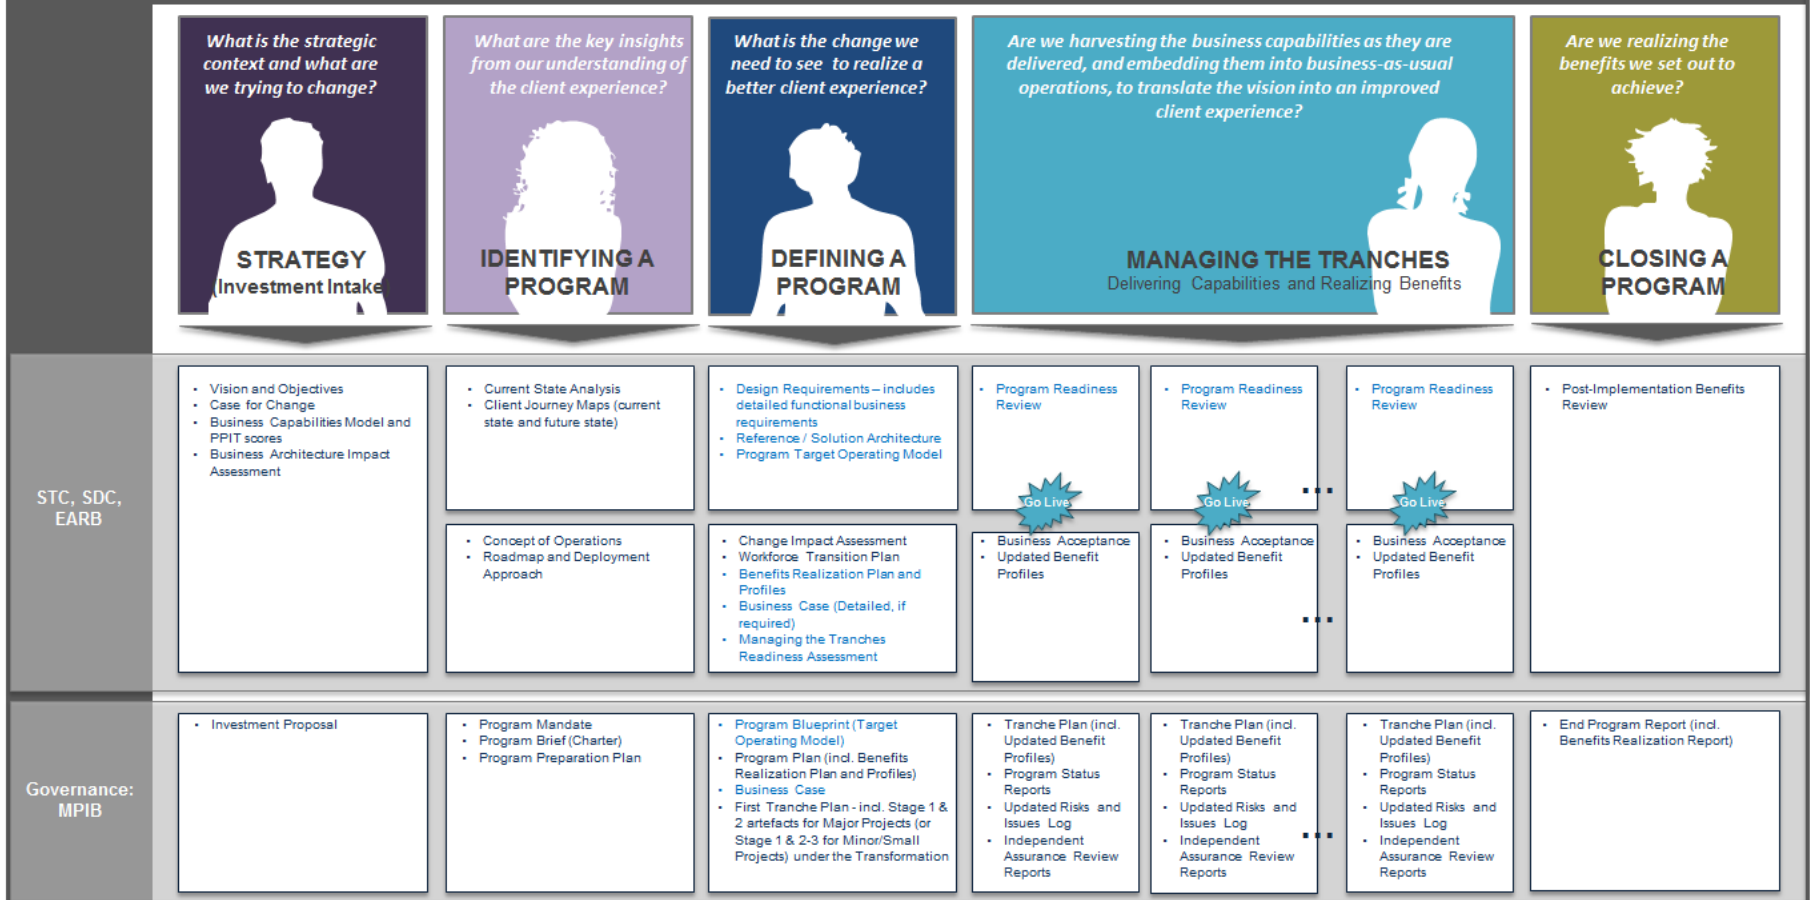 What is the strategic
context and what are
we trying to change?
STRATEGY
(Investment Intake)
What are the key insights
from our understanding of
the client experience?
IDENTIFYING A
PROGRAM
What is the change we
need to see to realize a
better client experience?
DEFINING A
PROGRAM
Are we harvesting the business capabilities as they are
delivered, and embedding them into business-as-usual
operations, to translate the vision into an improved
client experience?
MANAGING THE TRANCHES
Delivering Capabilities and Realizing Benefits
Are we realizing the
benefits we set out to
achieve?
CLOSING A
PROGRAM
STC, SDC,
EARB
• Vision and Objectives
• Case for Change
• Business Capabilities Model and
PPIT scores
• Business Architecture Impact
Assessment
• Current State Analysis
• Client Journey Maps (current
state and future state)
• Concept of Operations
• Roadmap and Deployment
Approach
• Design Requirements – includes
detailed functional business
requirements
• Reference / Solution Architecture
• Program Target Operating Model
• Change Impact Assessment
• Workforce Transition Plan
• Benefits Realization Plan and
Profiles
• Business Case (Detailed, if
required)
• Managing the Tranches
Readiness Assessment
• Program Readiness
Review
Go Live
• Business Acceptance
• Updated Benefit
Profiles
• Program Readiness
Review
Go Live
• Business Acceptance
• Updated Benefit
Profiles
...
...
• Program Readiness
Review
Go Live
• Business Acceptance
• Updated Benefit
Profiles
• Post-Implementation Benefits
Review
Governance:
MPIB
• Investment Proposal
• Program Mandate
• Program Brief (Charter)
• Program Preparation Plan
• Program Blueprint (Target
Operating Model)
• Program Plan (incl. Benefits
Realization Plan and Profiles)
• Business Case
• First Tranche Plan - incl. Stage 1 &
2 artefacts for Major Projects (or
Stage 1 & 2-3 for Minor/Small
Projects) under the Transformation
• Tranche Plan (incl.
Updated Benefit
Profiles)
• Program Status
Reports
• Updated Risks and
Issues Log
• Independent
Assurance Review
Reports
• Tranche Plan (incl.
Updated Benefit
Profiles)
• Program Status
Reports
• Updated Risks and
Issues Log
• Independent
Assurance Review
Reports
...
• Tranche Plan (incl.
Updated Benefit
Profiles)
• Program Status
Reports
• Updated Risks and
Issues Log
• Independent
Assurance Review
Reports
• End Program Report (incl.
Benefits Realization Report)